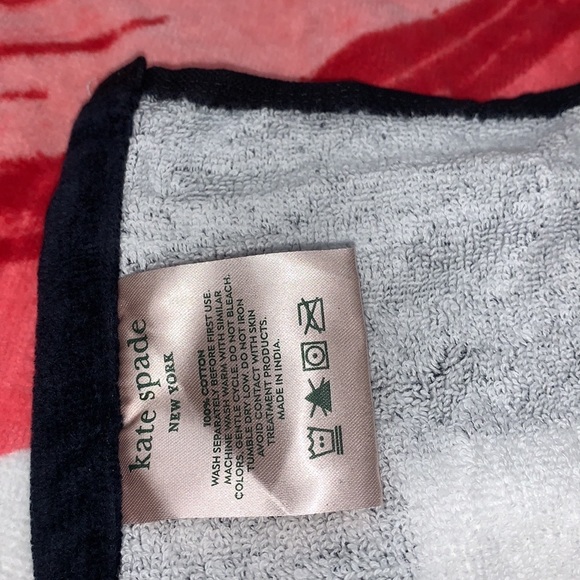 kate spade
NEW YORK
100% COTTON
WASH SEPARATELY BEFORE FIRST USE.
MACHINE WASH WARM WITH SIMILAR
COLORS. GENTLE CYCLE. DO NOT BLEACH.
TUMBLE DRY LOW. DO NOT IRON
AVOID CONTACT WITH SKIN
TREATMENT PRODUCTS.
MADE IN INDIA.